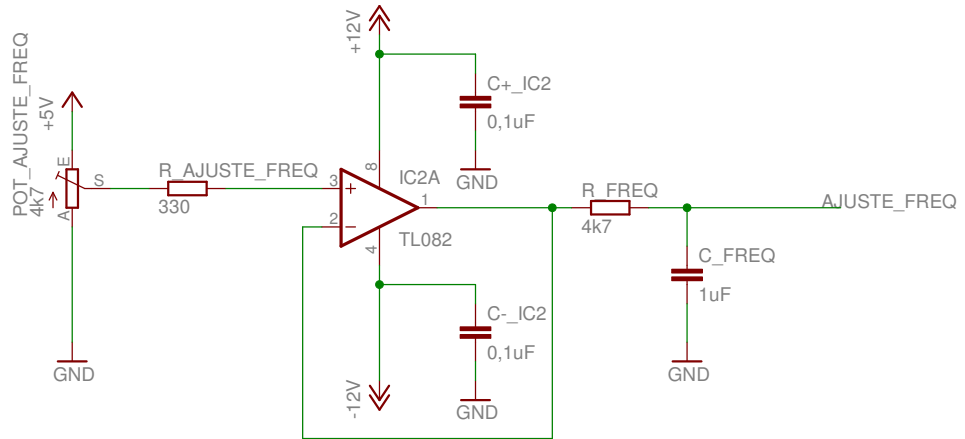 POT_AJUSTE_FREQ
4k7
+5V
E
S
A
GND
R_AJUSTE_FREQ
330
+12V
C+_IC2
0,1uF
GND
8
3
+
2
−
1
4
IC2A
TL082
C-_IC2
0,1uF
-12V
GND
R_FREQ
4k7
AJUSTE_FREQ
C_FREQ
1uF
GND